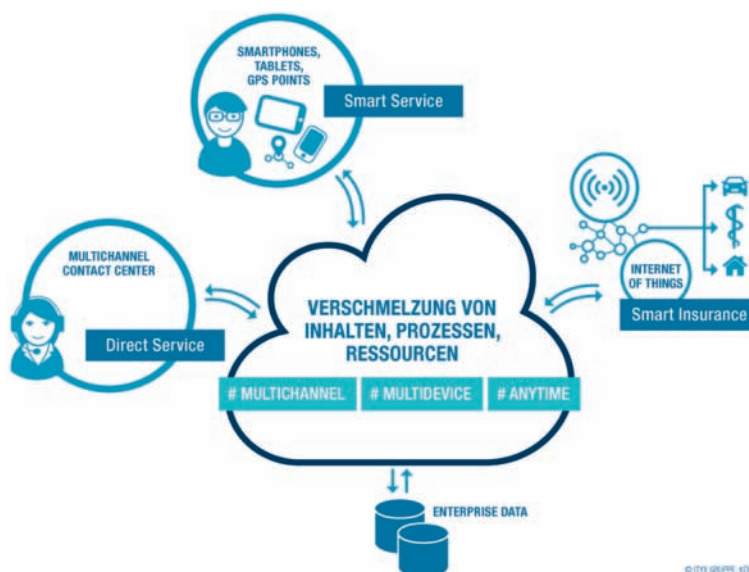 SMARTPHONES,
TABLETS,
GPS POINTS
Smart Service
MULTICHANNEL
CONTACT CENTER
Direct Service
INTERNET
OF THINGS
Smart Insurance
VERSCHMELZUNG VON
INHALTEN, PROZESSEN,
RESSOURCEN
# MULTICHANNEL
# MULTIDEVICE
# ANYTIME
ENTERPRISE DATA